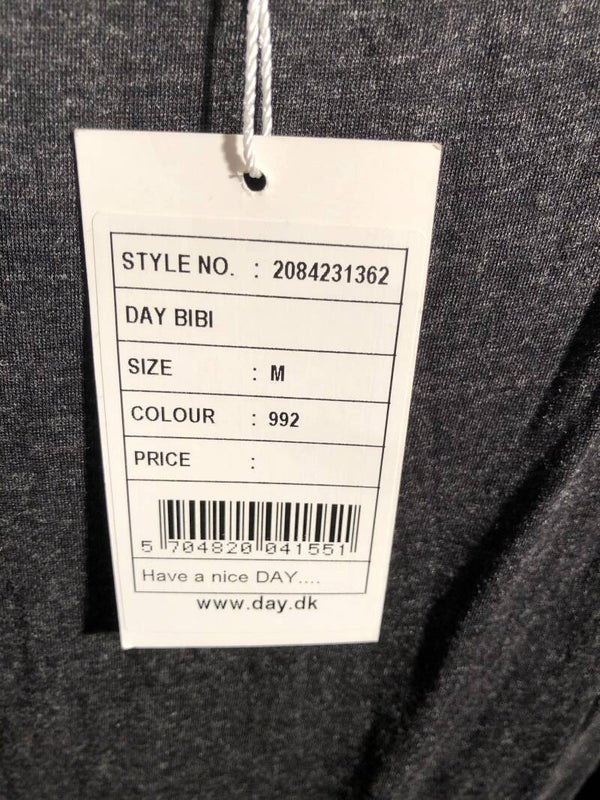 STYLE NO. : 2084231362
DAY BIBI
SIZE : M
COLOUR : 992
PRICE :
5 704820 041551
Have a nice DAY....
www.day.dk